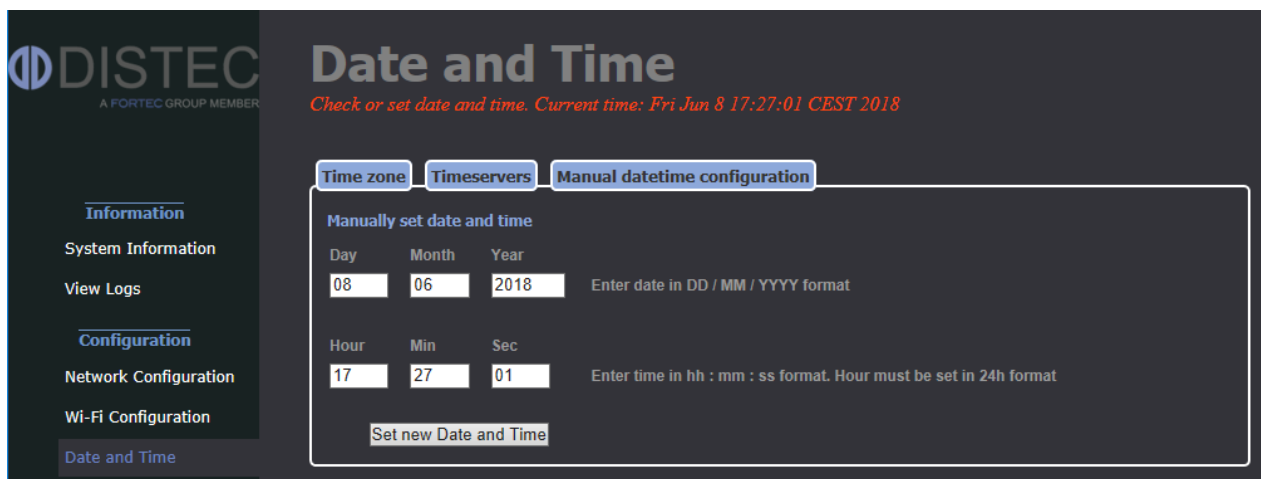 DISTEC
A FORTEC GROUP MEMBER
Information
System Information
View Logs
Configuration
Network Configuration
Wi-Fi Configuration
Date and Time
Date and Time
Check or set date and time. Current time: Fri Jun 8 17:27:01 CEST 2018
Time zone Timeservers Manual datetime configuration
Manually set date and time
Day Month Year
08 06 2018 Enter date in DD / MM / YYYY format
Hour Min Sec
17 27 01 Enter time in hh : mm : ss format. Hour must be set in 24h format
Set new Date and Time